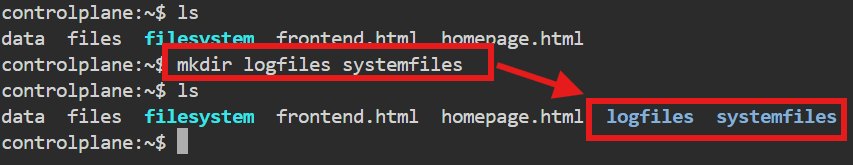 controlplane:~$ ls
data  files  filesystem  frontend.html  homepage.html
controlplane:~$ mkdir logfiles systemfiles
controlplane:~$ ls
data  files  filesystem  frontend.html  homepage.html  logfiles  systemfiles
controlplane:~$